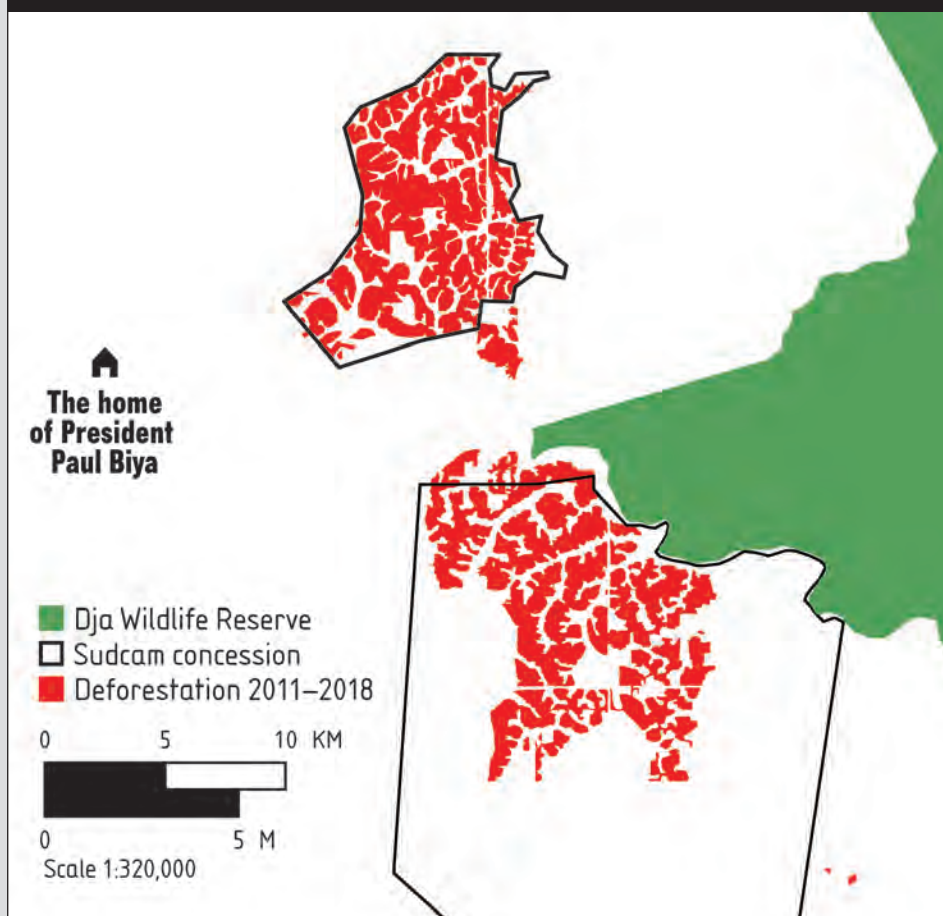 The home
of President
Paul Biya
Dja Wildlife Reserve
Sudcam concession
Deforestation 2011–2018
0 5 10 KM
0 5 M
Scale 1:320,000